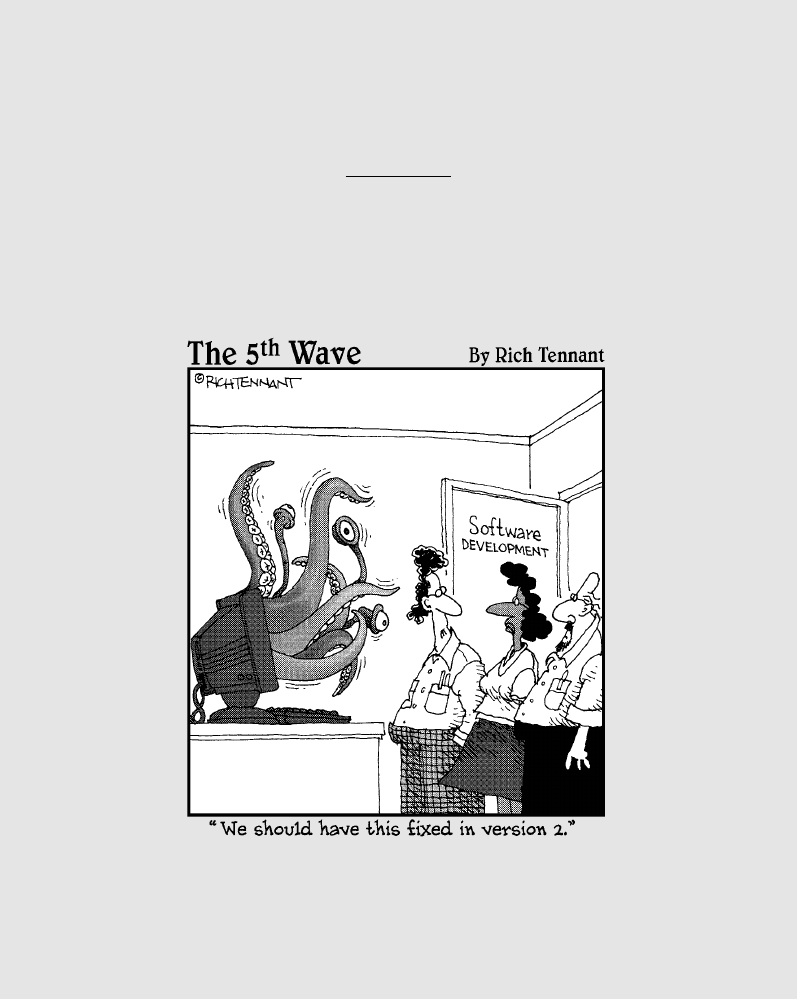 The 5th Wave By Rich Tennant
©RICHTENNANT
Software
DEVELOPMENT
"We should have this fixed in version 2."